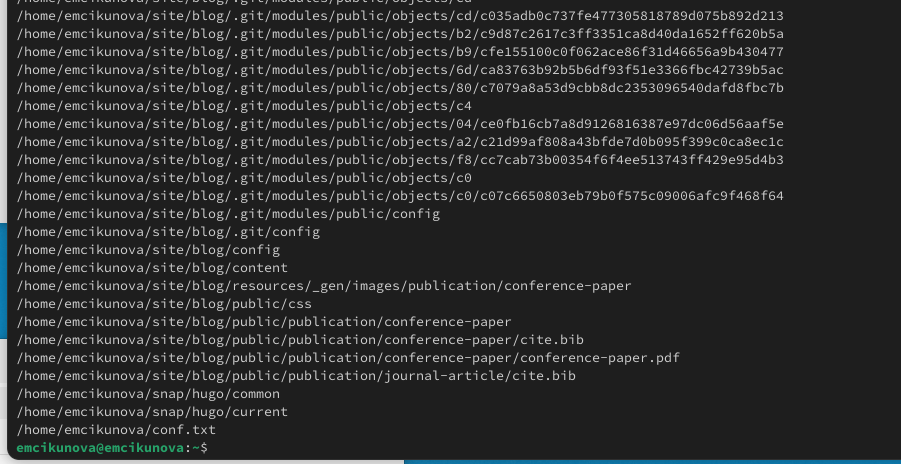 /home/emcikunova/site/blog/.git/modules/public/objects/cd/c035adb0c737fe477305818789d075b892d213
/home/emcikunova/site/blog/.git/modules/public/objects/b2/c9d87c2617c3ff3351ca8d40da1652ff620b5a
/home/emcikunova/site/blog/.git/modules/public/objects/b9/cfe155100c0f062ace86f31d46656a9b430477
/home/emcikunova/site/blog/.git/modules/public/objects/6d/ca83763b92b5b6df93f51e3366fbc42739b5ac
/home/emcikunova/site/blog/.git/modules/public/objects/80/c7079a8a53d9cbb8dc2353096540dafd8fbc7b
/home/emcikunova/site/blog/.git/modules/public/objects/c4
/home/emcikunova/site/blog/.git/modules/public/objects/04/ce0fb16cb7a8d9126816387e97dc06d56aaf5e
/home/emcikunova/site/blog/.git/modules/public/objects/a2/c21d99af808a43bfde7d0b095f399c0ca8ec1c
/home/emcikunova/site/blog/.git/modules/public/objects/f8/cc7cab73b00354f6f4ee513743ff429e95d4b3
/home/emcikunova/site/blog/.git/modules/public/objects/c0
/home/emcikunova/site/blog/.git/modules/public/objects/c0/c07c6650803eb79b0f575c09006afc9f468f64
/home/emcikunova/site/blog/.git/modules/public/config
/home/emcikunova/site/blog/.git/config
/home/emcikunova/site/blog/config
/home/emcikunova/site/blog/content
/home/emcikunova/site/blog/resources/_gen/images/publication/conference-paper
/home/emcikunova/site/blog/public/css
/home/emcikunova/site/blog/public/publication/conference-paper
/home/emcikunova/site/blog/public/publication/conference-paper/cite.bib
/home/emcikunova/site/blog/public/publication/conference-paper/conference-paper.pdf
/home/emcikunova/site/blog/public/publication/journal-article/cite.bib
/home/emcikunova/snap/hugo/common
/home/emcikunova/snap/hugo/current
/home/emcikunova/conf.txt
emcikunova@emcikunova:~$